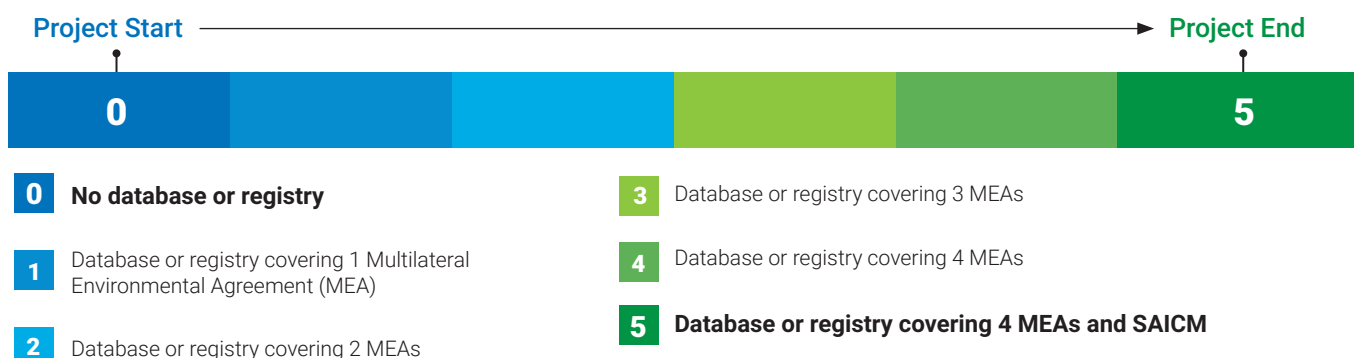 Project Start
Project End
0
5
0 No database or registry
1 Database or registry covering 1 Multilateral
Environmental Agreement (MEA)
2 Database or registry covering 2 MEAs
3 Database or registry covering 3 MEAs
4 Database or registry covering 4 MEAs
5 Database or registry covering 4 MEAs and SAICM